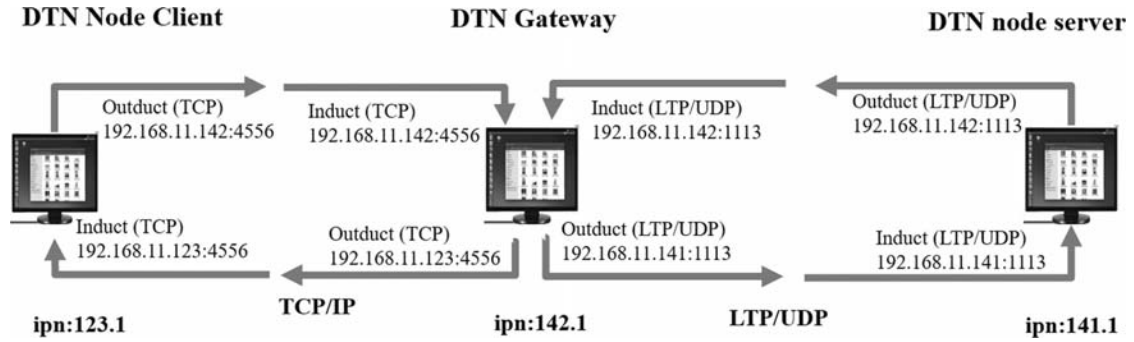 DTN Node Client
DTN Gateway
DTN node server
Outduct (TCP)
192.168.11.142:4556
Induct (TCP)
192.168.11.142:4556
Induct (LTP/UDP)
192.168.11.142:1113
Outduct (LTP/UDP)
192.168.11.142:1113
Induct (TCP)
192.168.11.123:4556
Outduct (TCP)
192.168.11.123:4556
Outduct (LTP/UDP)
192.168.11.141:1113
Induct (LTP/UDP)
192.168.11.141:1113
TCP/IP
LTP/UDP
ipn:123.1
ipn:142.1
ipn:141.1